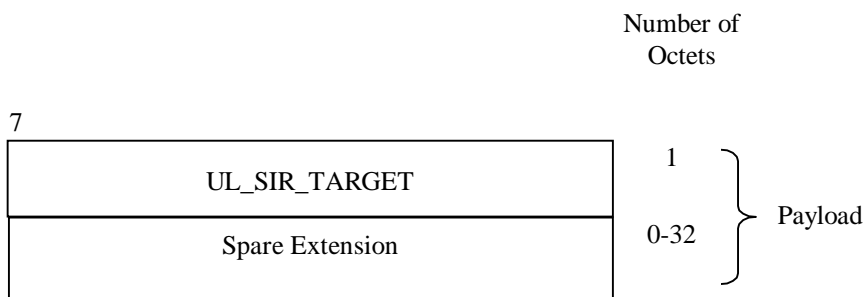 Number of
Octets
7
UL_SIR_TARGET
1
Spare Extension
0-32
Payload